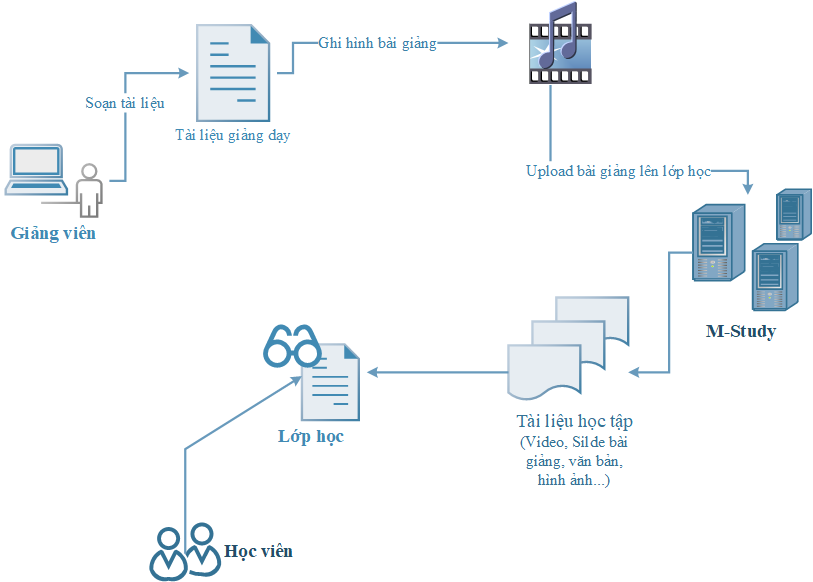 Ghi hình bài giảng
Soạn tài liệu
Tài liệu giảng dạy
Upload bài giảng lên lớp học
Giảng viên
M-Study
Tài liệu học tập
(Video, Silde bài
giảng, văn bản,
hình ảnh...)
Lớp học
Học viên